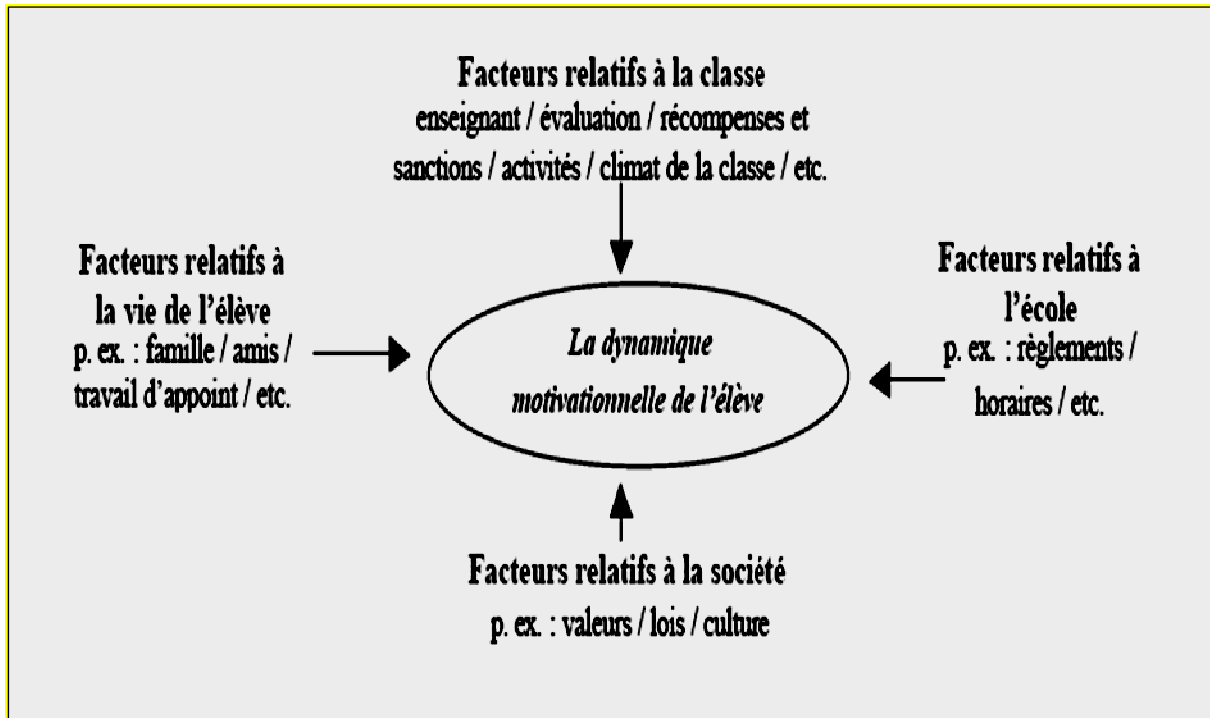 Facteurs relatifs à la classe
enseignant / évaluation / récompenses et
sanctions / activités / climat de la classe / etc.
Facteurs relatifs à
la vie de l'élève
p. ex. : famille / amis /
travail d'appoint / etc.
La dynamique
motivationnelle de l'élève
Facteurs relatifs à
l'école
p. ex. : règlements /
horaires / etc.
Facteurs relatifs à la société
p. ex. : valeurs / lois / culture